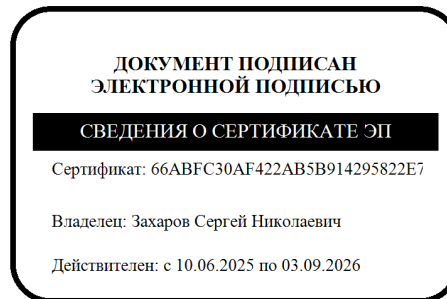 ДОКУМЕНТ ПОДПИСАН
ЭЛЕКТРОННОЙ ПОДПИСЬЮ
СВЕДЕНИЯ О СЕРТИФИКАТЕ ЭП
Сертификат: 66ABFC30AF422AB5B914295822E7
Владелец: Захаров Сергей Николаевич
Действителен: с 10.06.2025 по 03.09.2026